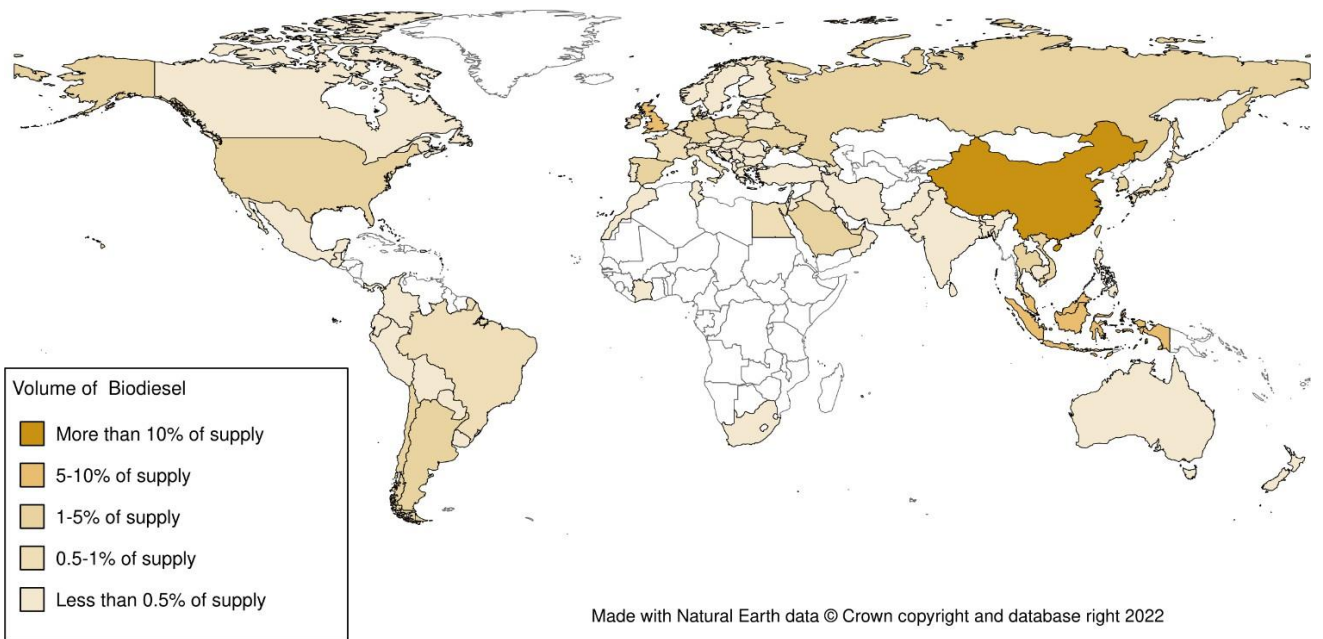 Volume of Biodiesel
More than 10% of supply
5-10% of supply
1-5% of supply
0.5-1% of supply
Less than 0.5% of supply
Made with Natural Earth data © Crown copyright and database right 2022